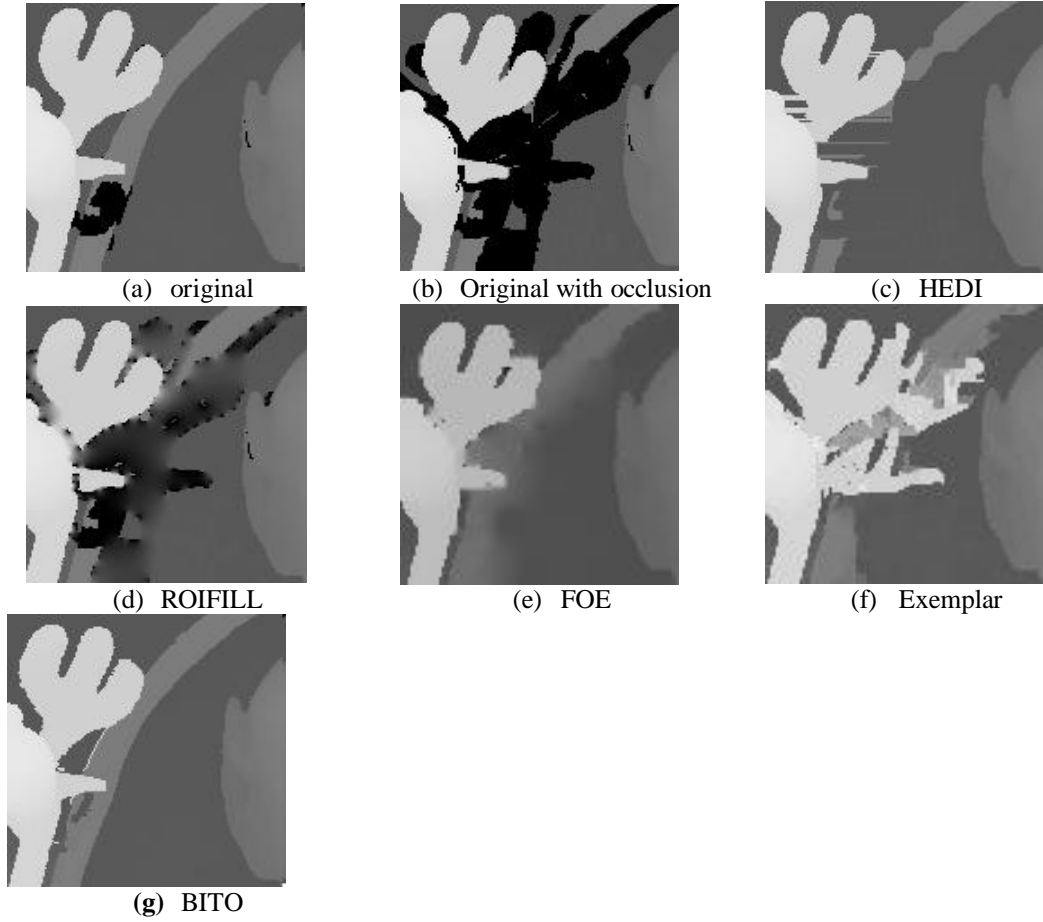 (a) original
(b) Original with occlusion
(c) HEDI
(d) ROIFILL
(e) FOE
(f) Exemplar
(g) BITO